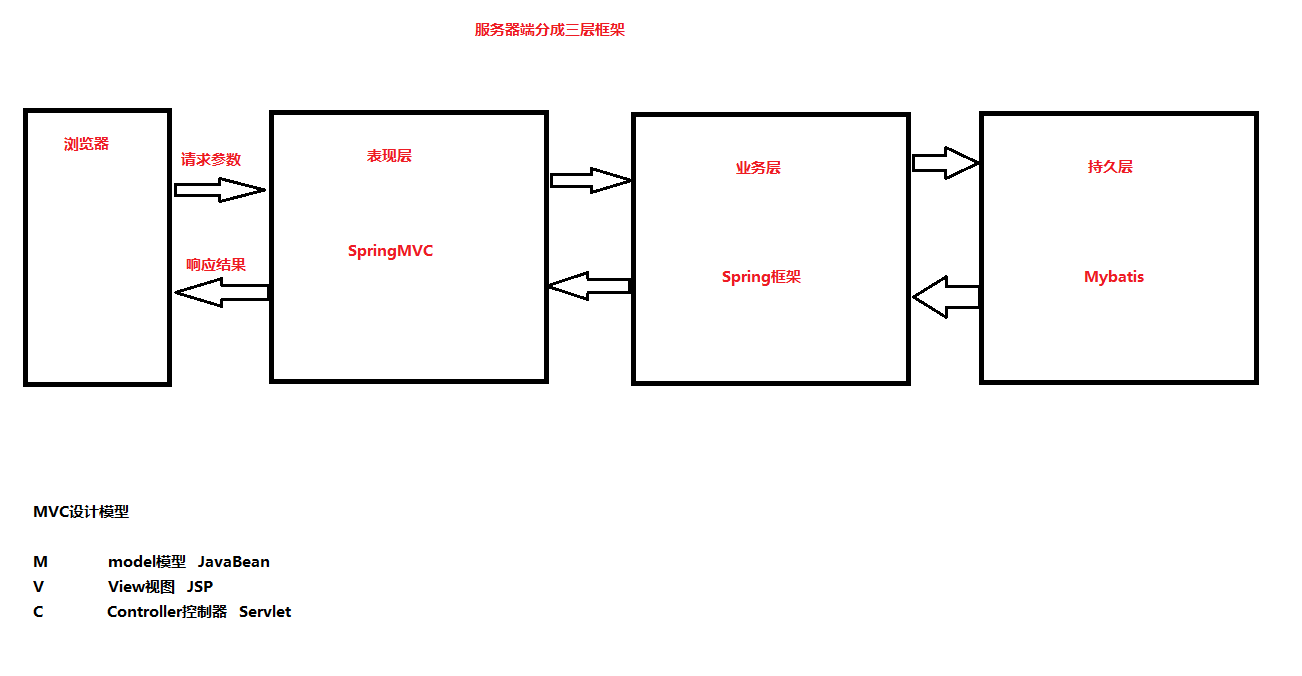 服务器端分成三层框架
浏览器
请求参数
响应结果
表现层
SpringMVC
业务层
Spring框架
持久层
Mybatis
MVC设计模型
M model模型 JavaBean
V View视图 JSP
C Controller控制器 Servlet